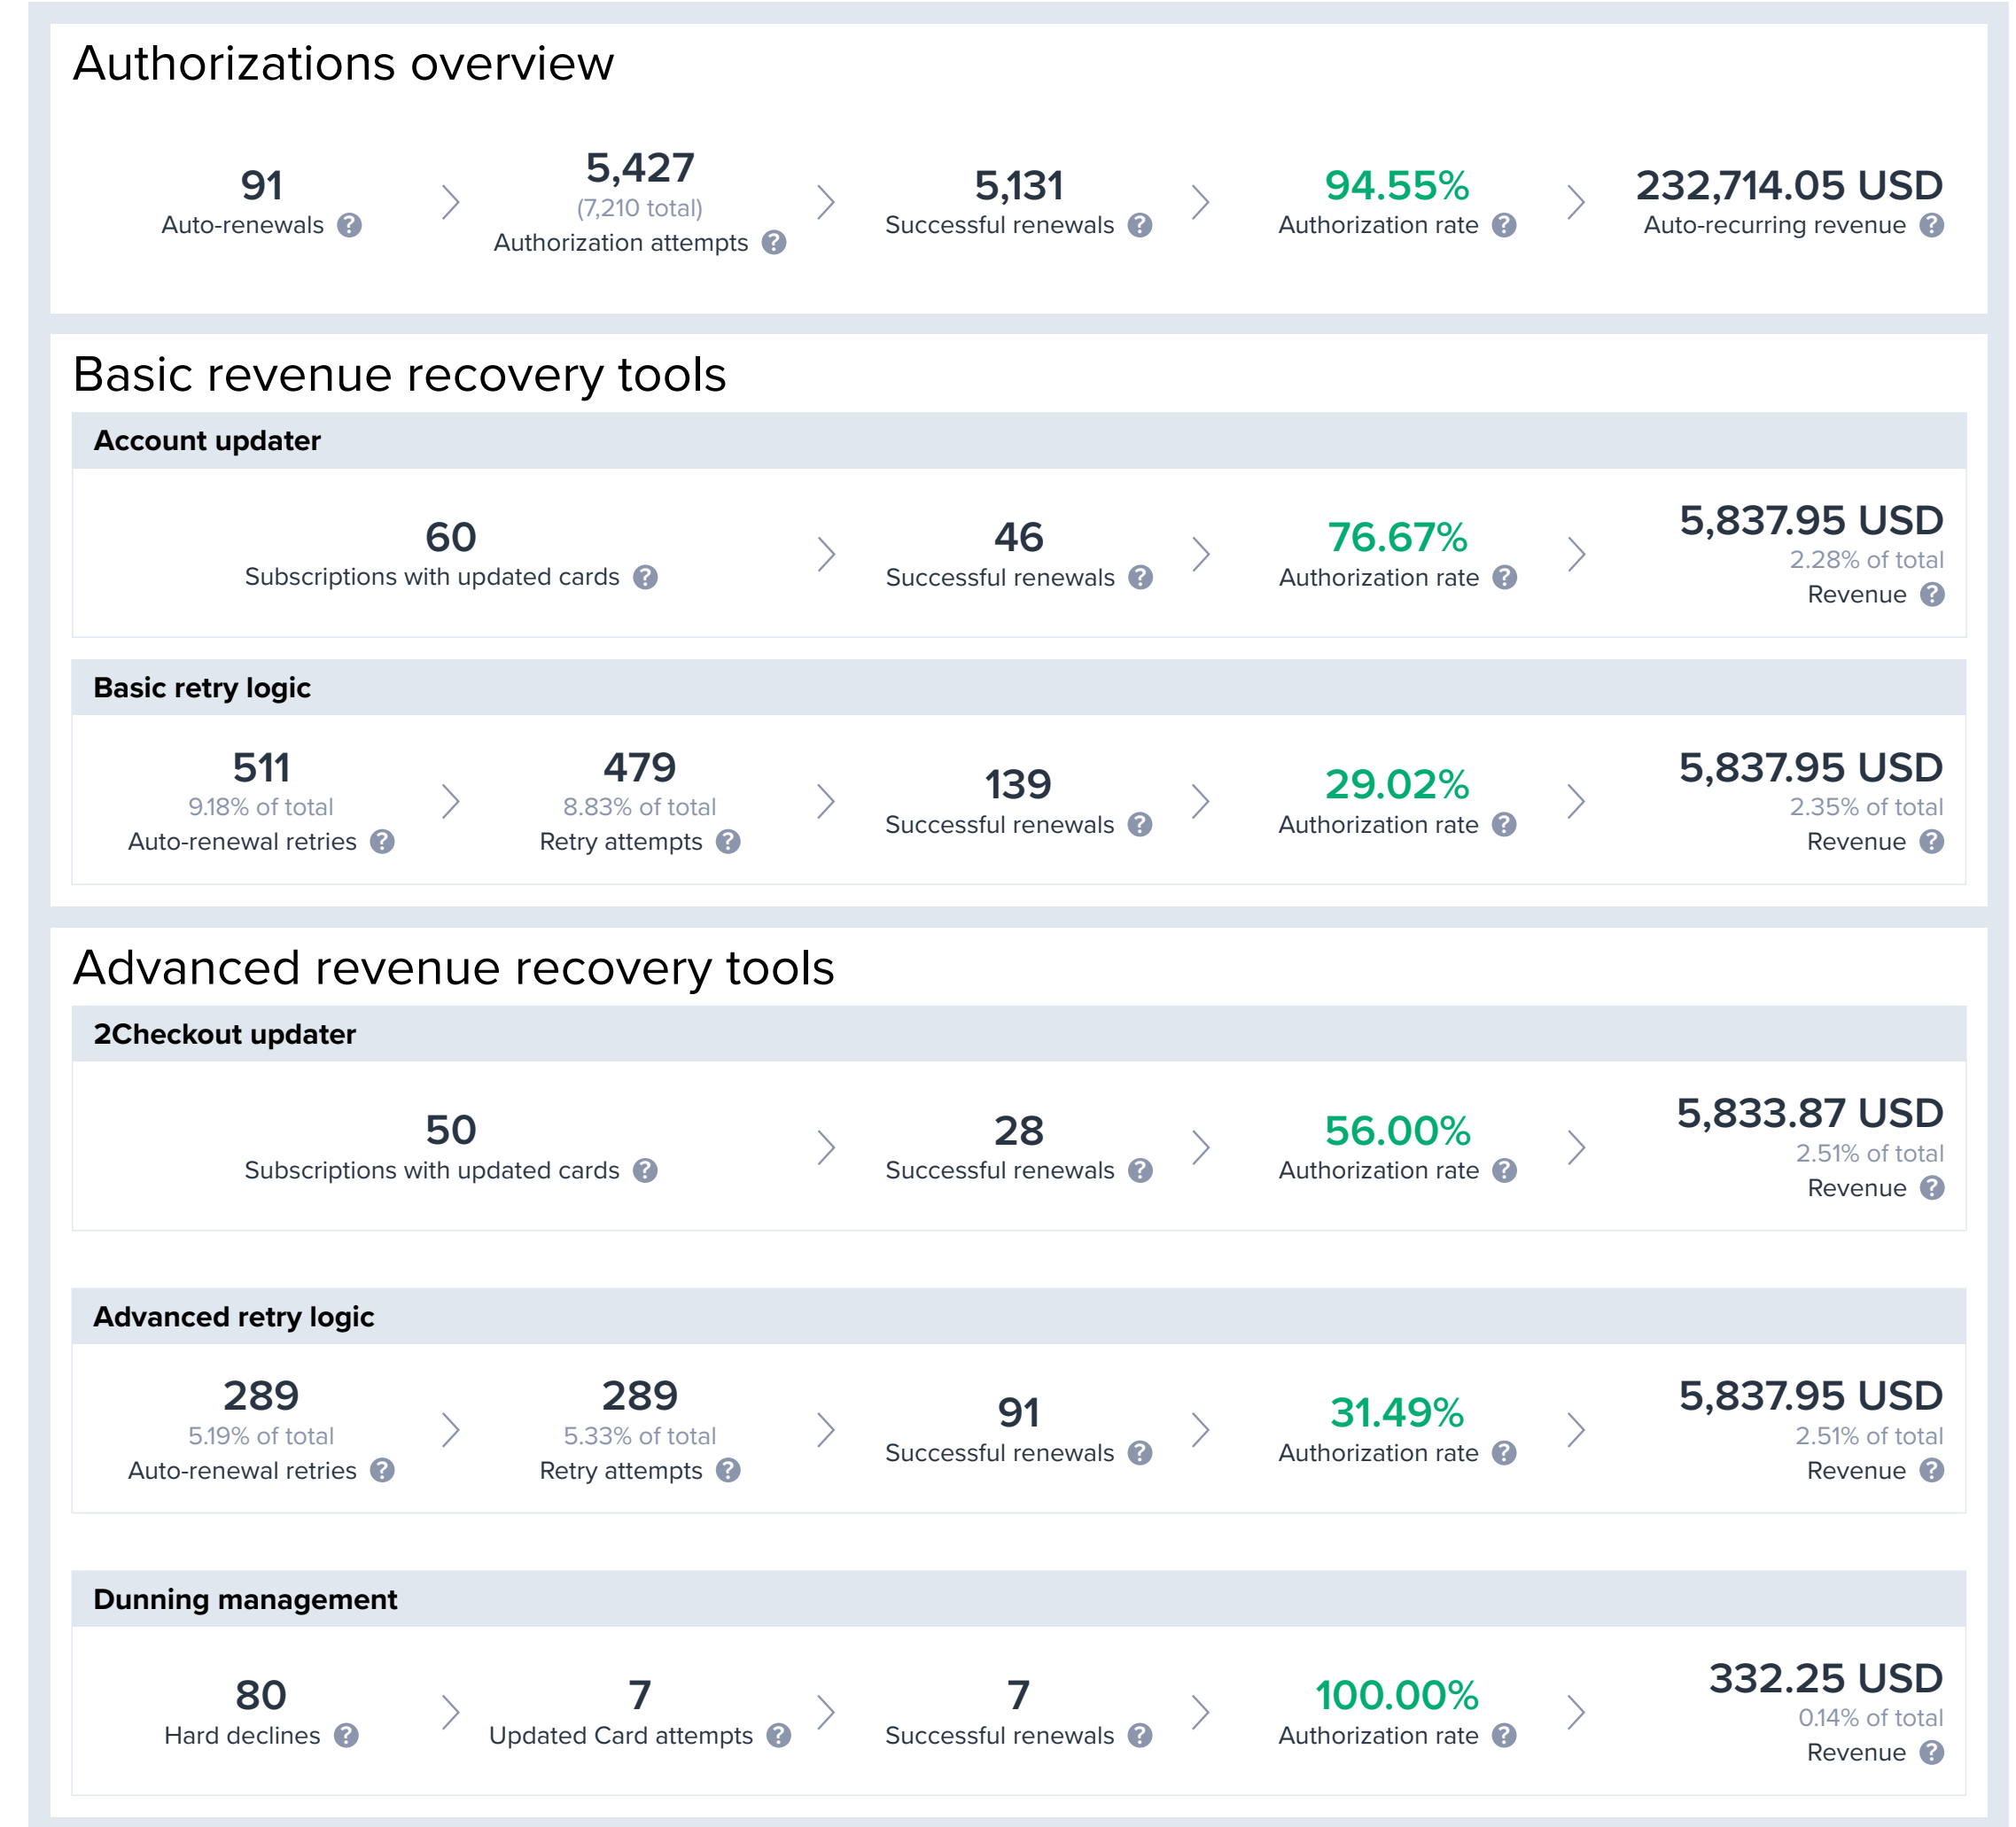 Authorizations overview
91
Auto-renewals ?
5,427
(7,210 total)
Authorization attempts ?
5,131
Successful renewals ?
94.55%
Authorization rate ?
232,714.05 USD
Auto-recurring revenue ?
Basic revenue recovery tools
Account updater
60
Subscriptions with updated cards ?
46
Successful renewals ?
76.67%
Authorization rate ?
5,837.95 USD
2.28% of total
Revenue ?
Basic retry logic
511
9.18% of total
Auto-renewal retries ?
479
8.83% of total
Retry attempts ?
139
Successful renewals ?
29.02%
Authorization rate ?
5,837.95 USD
2.35% of total
Revenue ?
Advanced revenue recovery tools
2Checkout updater
50
Subscriptions with updated cards ?
28
Successful renewals ?
56.00%
Authorization rate ?
5,833.87 USD
2.51% of total
Revenue ?
Advanced retry logic
289
5.19% of total
Auto-renewal retries ?
289
5.33% of total
Retry attempts ?
91
Successful renewals ?
31.49%
Authorization rate ?
5,837.95 USD
2.51% of total
Revenue ?
Dunning management
80
Hard declines ?
7
Updated Card attempts ?
7
Successful renewals ?
100.00%
Authorization rate ?
332.25 USD
0.14% of total
Revenue ?